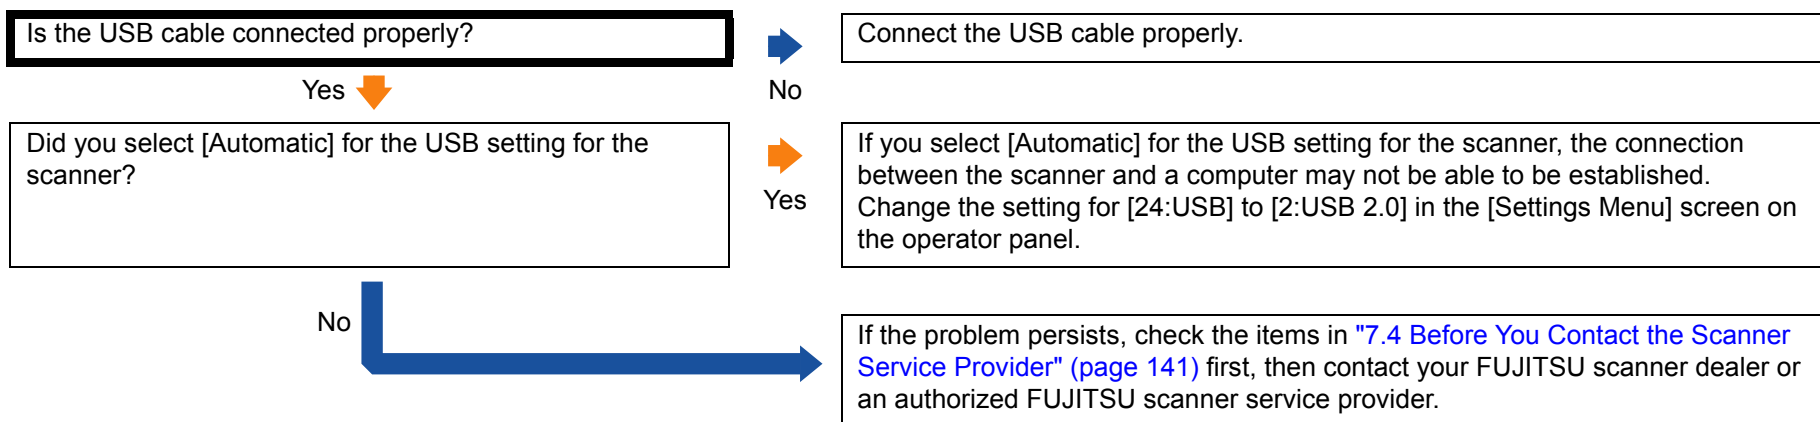 Is the USB cable connected properly?
Connect the USB cable properly.
Yes
No
Did you select [Automatic] for the USB setting for the
scanner?
Yes
If you select [Automatic] for the USB setting for the scanner, the connection
between the scanner and a computer may not be able to be established.
Change the setting for [24:USB] to [2:USB 2.0] in the [Settings Menu] screen on
the operator panel.
No
If the problem persists, check the items in "7.4 Before You Contact the Scanner
Service Provider" (page 141) first, then contact your FUJITSU scanner dealer or
an authorized FUJITSU scanner service provider.